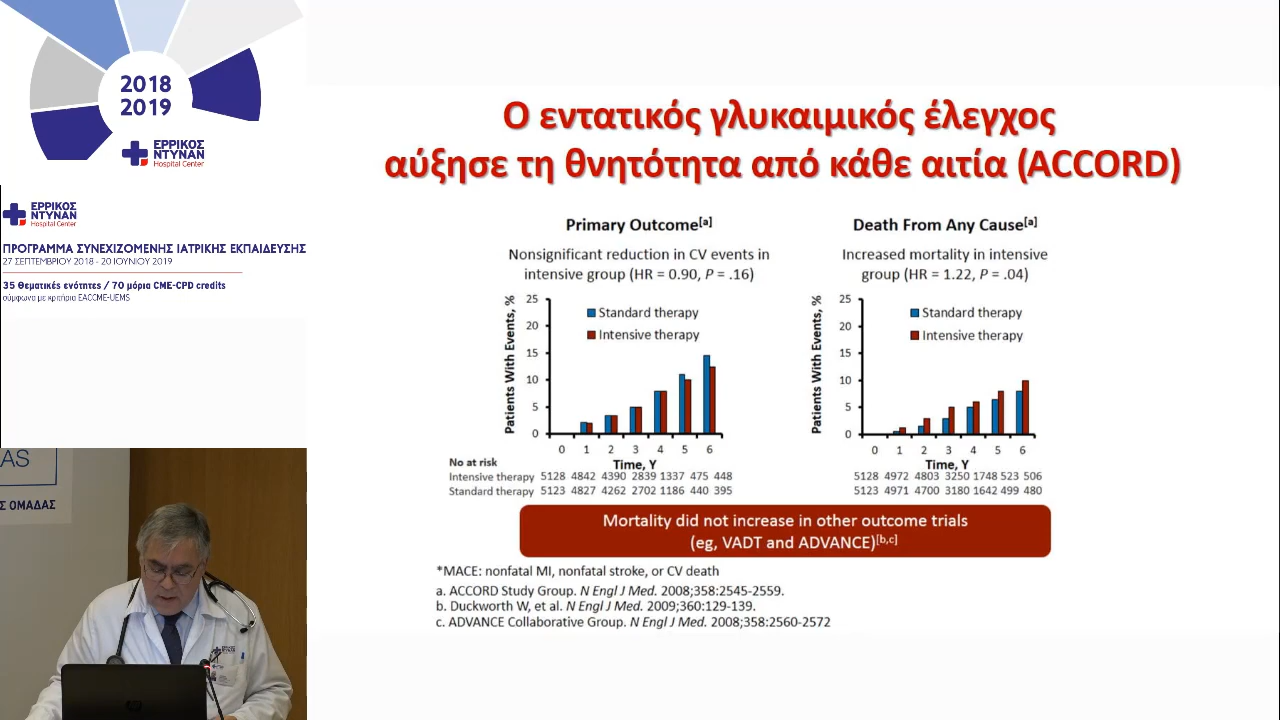 2018
2019
ΕΡΡΙΚΟΣ
ΝΤΥΝΑΝ
Hospital Center
ΕΡΡΙΚΟΣ
ΝΤΥΝΑΝ
Hospital Center
ΠΡΟΓΡΑΜΜΑ ΣΥΝΕΧΙΖΟΜΕΝΗΣ ΙΑΤΡΙΚΗΣ ΕΚΠΑΙΔΕΥΣΗΣ
27 ΣΕΠΤΕΜΒΡΙΟΥ 2018 - 20 ΙΟΥΝΙΟΥ 2019
35 Θεματικές ενότητες / 70 μόρια CME-CPD credits
σύμφωνα με κριτήρια EACCME-UEMS
AS
Σ ΟΜΑΔΑΣ
Ο εντατικός γλυκαιμικός έλεγχος
αύξησε τη θνητότητα από κάθε αιτία (ACCORD)
Primary Outcome[a]
Nonsignificant reduction in CV events in
intensive group (HR = 0.90, P = .16)
Patients With Events, %
25
20
15
10
5
0
Standard therapy
Intensive therapy
0 1 2 3 4 5 6
Time, Y
Death From Any Cause[a]
Increased mortality in intensive
group (HR = 1.22, P = .04)
Patients With Events, %
25
20
15
10
5
0
Standard therapy
Intensive therapy
0 1 2 3 4 5 6
Time, Y
No at risk
Intensive therapy 5128 4842 4390 2839 1337 475 448 5128 4972 4803 3250 1748 523 506
Standard therapy 5123 4827 4262 2702 1186 440 395 5123 4971 4700 3180 1642 499 480
Mortality did not increase in other outcome trials
(eg, VADT and ADVANCE)[b,c]
*MACE: nonfatal MI, nonfatal stroke, or CV death
a. ACCORD Study Group. N Engl J Med. 2008;358:2545-2559.
b. Duckworth W, et al. N Engl J Med. 2009;360:129-139.
c. ADVANCE Collaborative Group. N Engl J Med. 2008;358:2560-2572